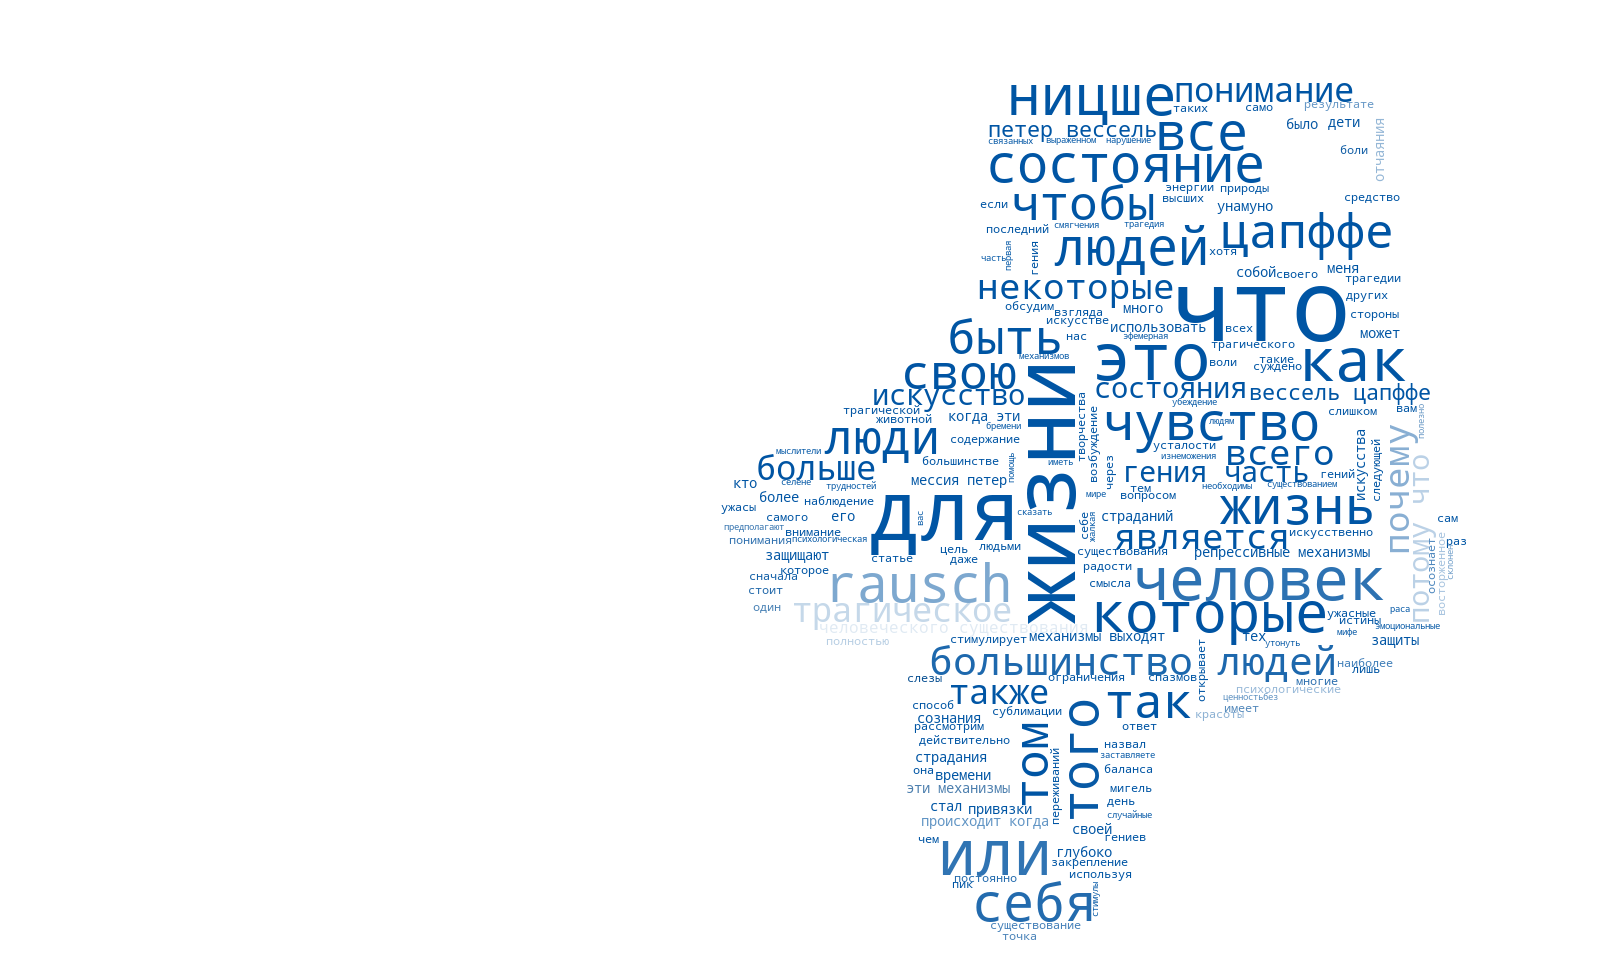 ницше
понимание
таких
само
результате
петер вессель
все
было
дети
связанных
выраженном
нарушение
отчаяния
боли
состояние
энергии
природы
чтобы
высших
если
унамуно
средство
последний
смягчения
трагедия
цапффе
людей
хотя
часть
первая
гения
собой
своего
меня
трагедии
некоторые
что
других
обсудим
взгляда
много
искусстве
использовать
всех
стороны
может
быть
нас
эфемерная
это
трагического
как
механизмов
воли
такие
суждено
свою
жизни
искусство
состояния
вессель цапффе
убеждение
трагической
животной
когда эти
бремени
творчества
возбуждение
чувство
людям
слишком
вам
полезно
люди
содержание
усталости
изнеможения
всего
мыслители
больше
большинстве
помощь
иметь
через
гения часть
гений
искусства
следующей
почему
потому что
кто
селене
трудностей
мессия петер
тем
необходимы
существованием
более
наблюдение
мире
вопросом
жизнь
ужасы
для
сказать
самого
его
вас
себе
жалкая
страданий
сам
предполагают
внимание
является
искусственно
понимания
психологическая
цель
людьми
существования
репрессивные механизмы
осознает
восторженное
склонен
раз
защищают
статье
даже
которое
rausch
радости
человек
сначала
смысла
стоит
один
трагическое
которые
ужасные
раса
истины
человеческого существования
эмоциональные
полностью
стимулирует
механизмы выходят
тех
утонуть
мифе
защиты
большинство
людей
открывает
наиболее
лишь
слезы
ограничения
спазмов
многие
психологические
также
так
ценностьбез
способ
сублимации
имеет
красоты
сознания
рассмотрим
том
того
ответ
действительно
назвал
страдания
переживаний
заставляете
она
времени
баланса
эти механизмы
мигель
стал
привязки
день
происходит когда
случайные
своей
чем
гениев
или
глубоко
закрепление
постоянно
используя
пик
себя
стимулы
существование
точка